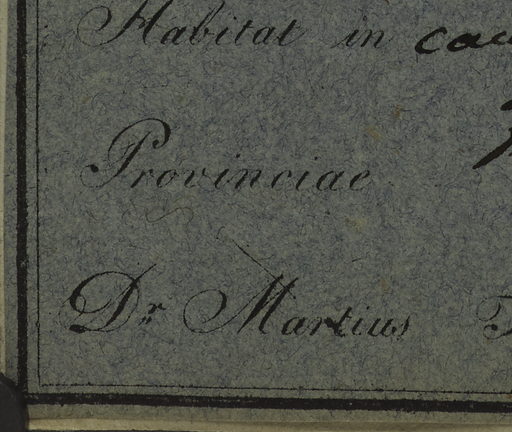 Habitat in
Provinciae
Dr Martius